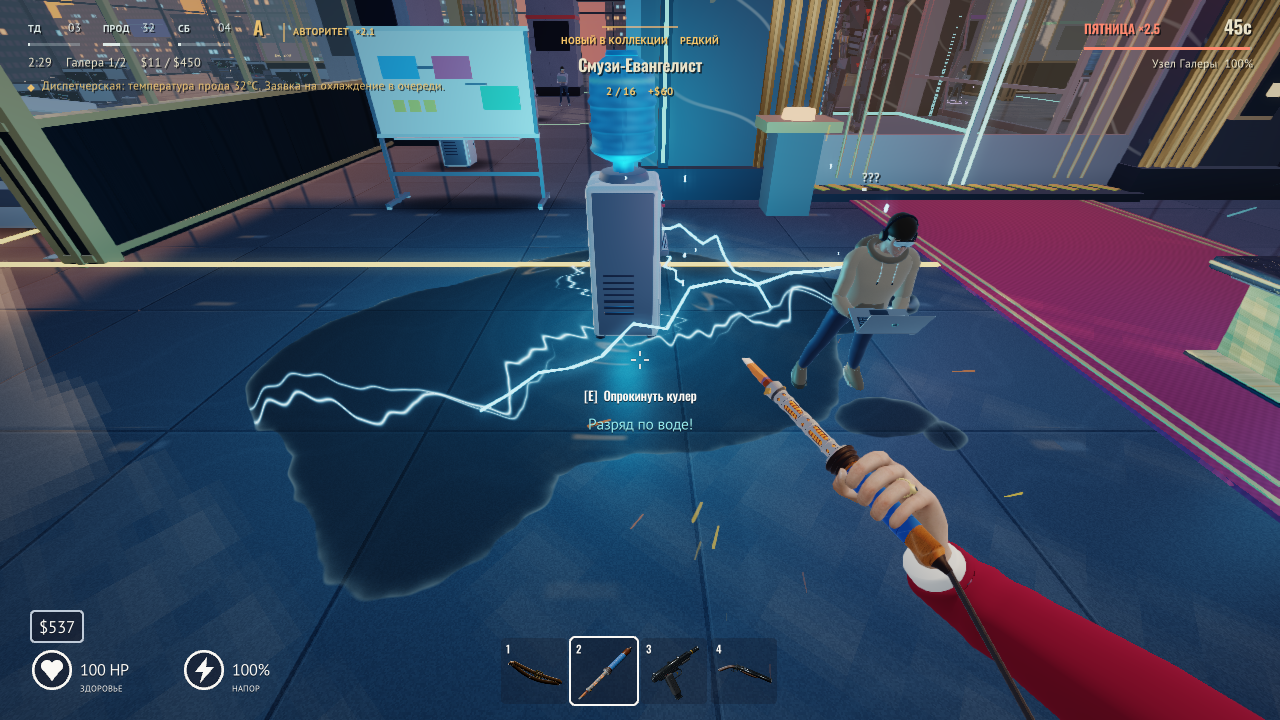 ТД 03 ПРОД 32 СБ 04 A АВТОРИТЕТ ×2.1
2:29 Галера 1/2 $11 / $450
Диспетчерская: температура прода 32°C. Заявка на охлаждение в очереди.
НОВЫЙ В КОЛЛЕКЦИИ РЕДКИЙ
Смузи-Евангелист
2 / 16 +$60
ПЯТНИЦА ×2.5 45с
Узел Галеры 100%
???
[E] Опрокинуть кулер
Разряд по воде!
$537
100 HP
ЗДОРОВЬЕ
100%
НАПОР
1 2 3 4